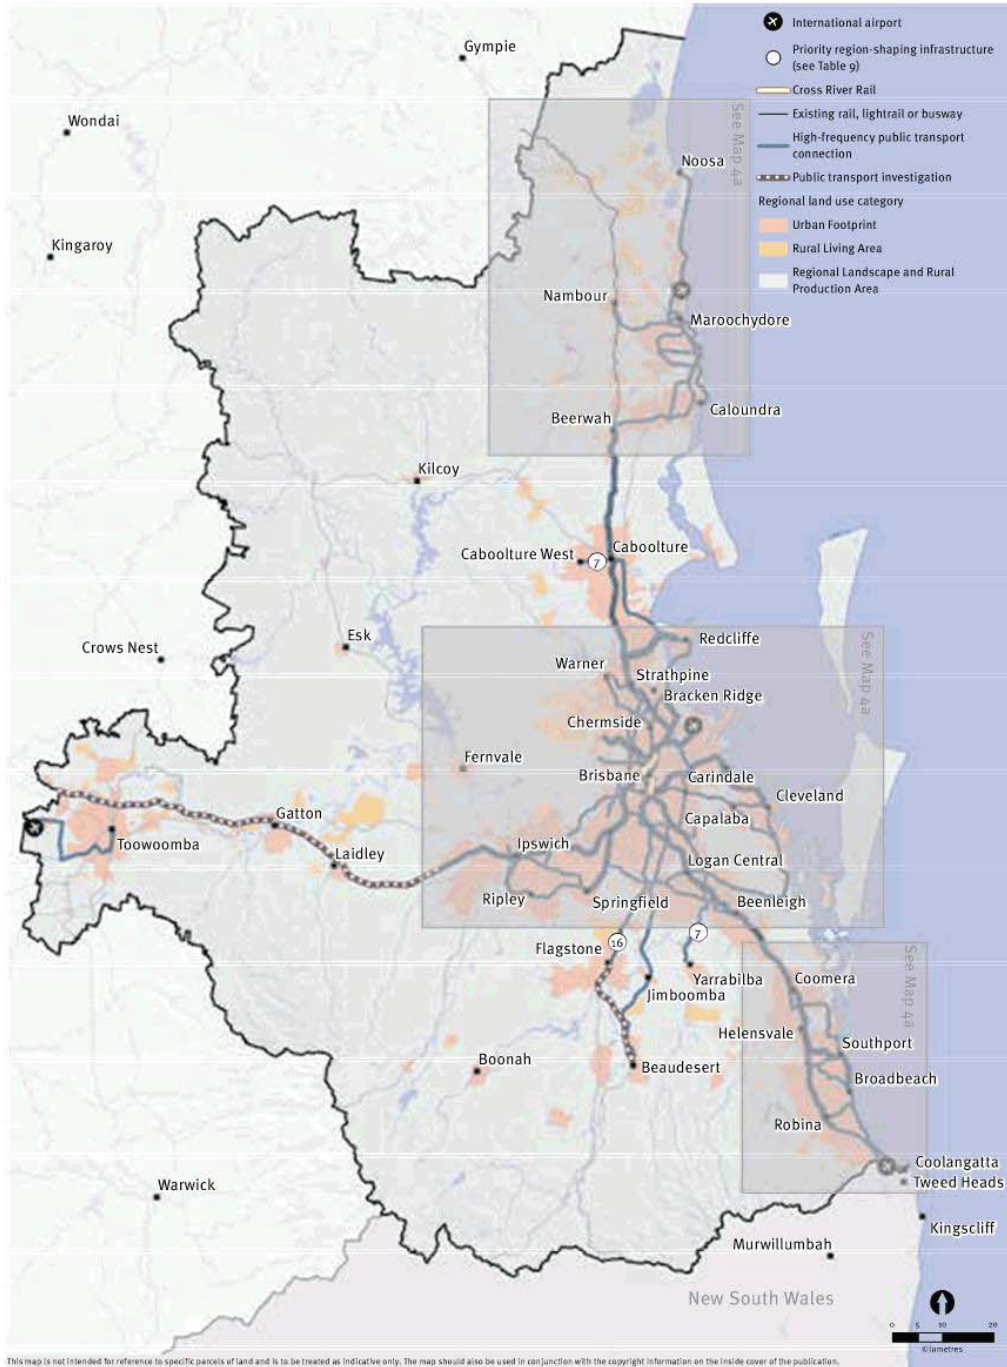 International airport
Priority region-shaping infrastructure
(see Table 9)
Cross River Rail
Existing rail, lightrail or busway
High-frequency public transport
connection
Public transport investigation
Regional land use category
Urban Footprint
Rural Living Area
Regional Landscape and Rural
Production Area
Gympie
Wondai
See Map 4a
Noosa
Kingaroy
Nambour
Maroochydore
Caloundra
Beerwah
Kilcoy
Caboolture West
7
Caboolture
Esk
Crows Nest
Redcliffe
See Map 4a
Warner
Strathpine
Bracken Ridge
Chermside
Fernvale
Brisbane
Carindale
Cleveland
Gatton
Capalaba
Toowoomba
Ipswich
Laidley
Logan Central
Ripley
Springfield
Beenleigh
7
16
Flagstone
See Map 4a
Yarrabilba
Coomera
Jimboomba
Helensvale
Southport
Boonah
Beaudesert
Broadbeach
Robina
Coolangatta
Tweed Heads
Warwick
Kingscliff
Murwillumbah
New South Wales
0 5 10 20
Kilometres
This map is not intended for reference to specific parcels of land and is to be treated as indicative only. The map should also be used in conjunction with the copyright information on the inside cover of the publication.